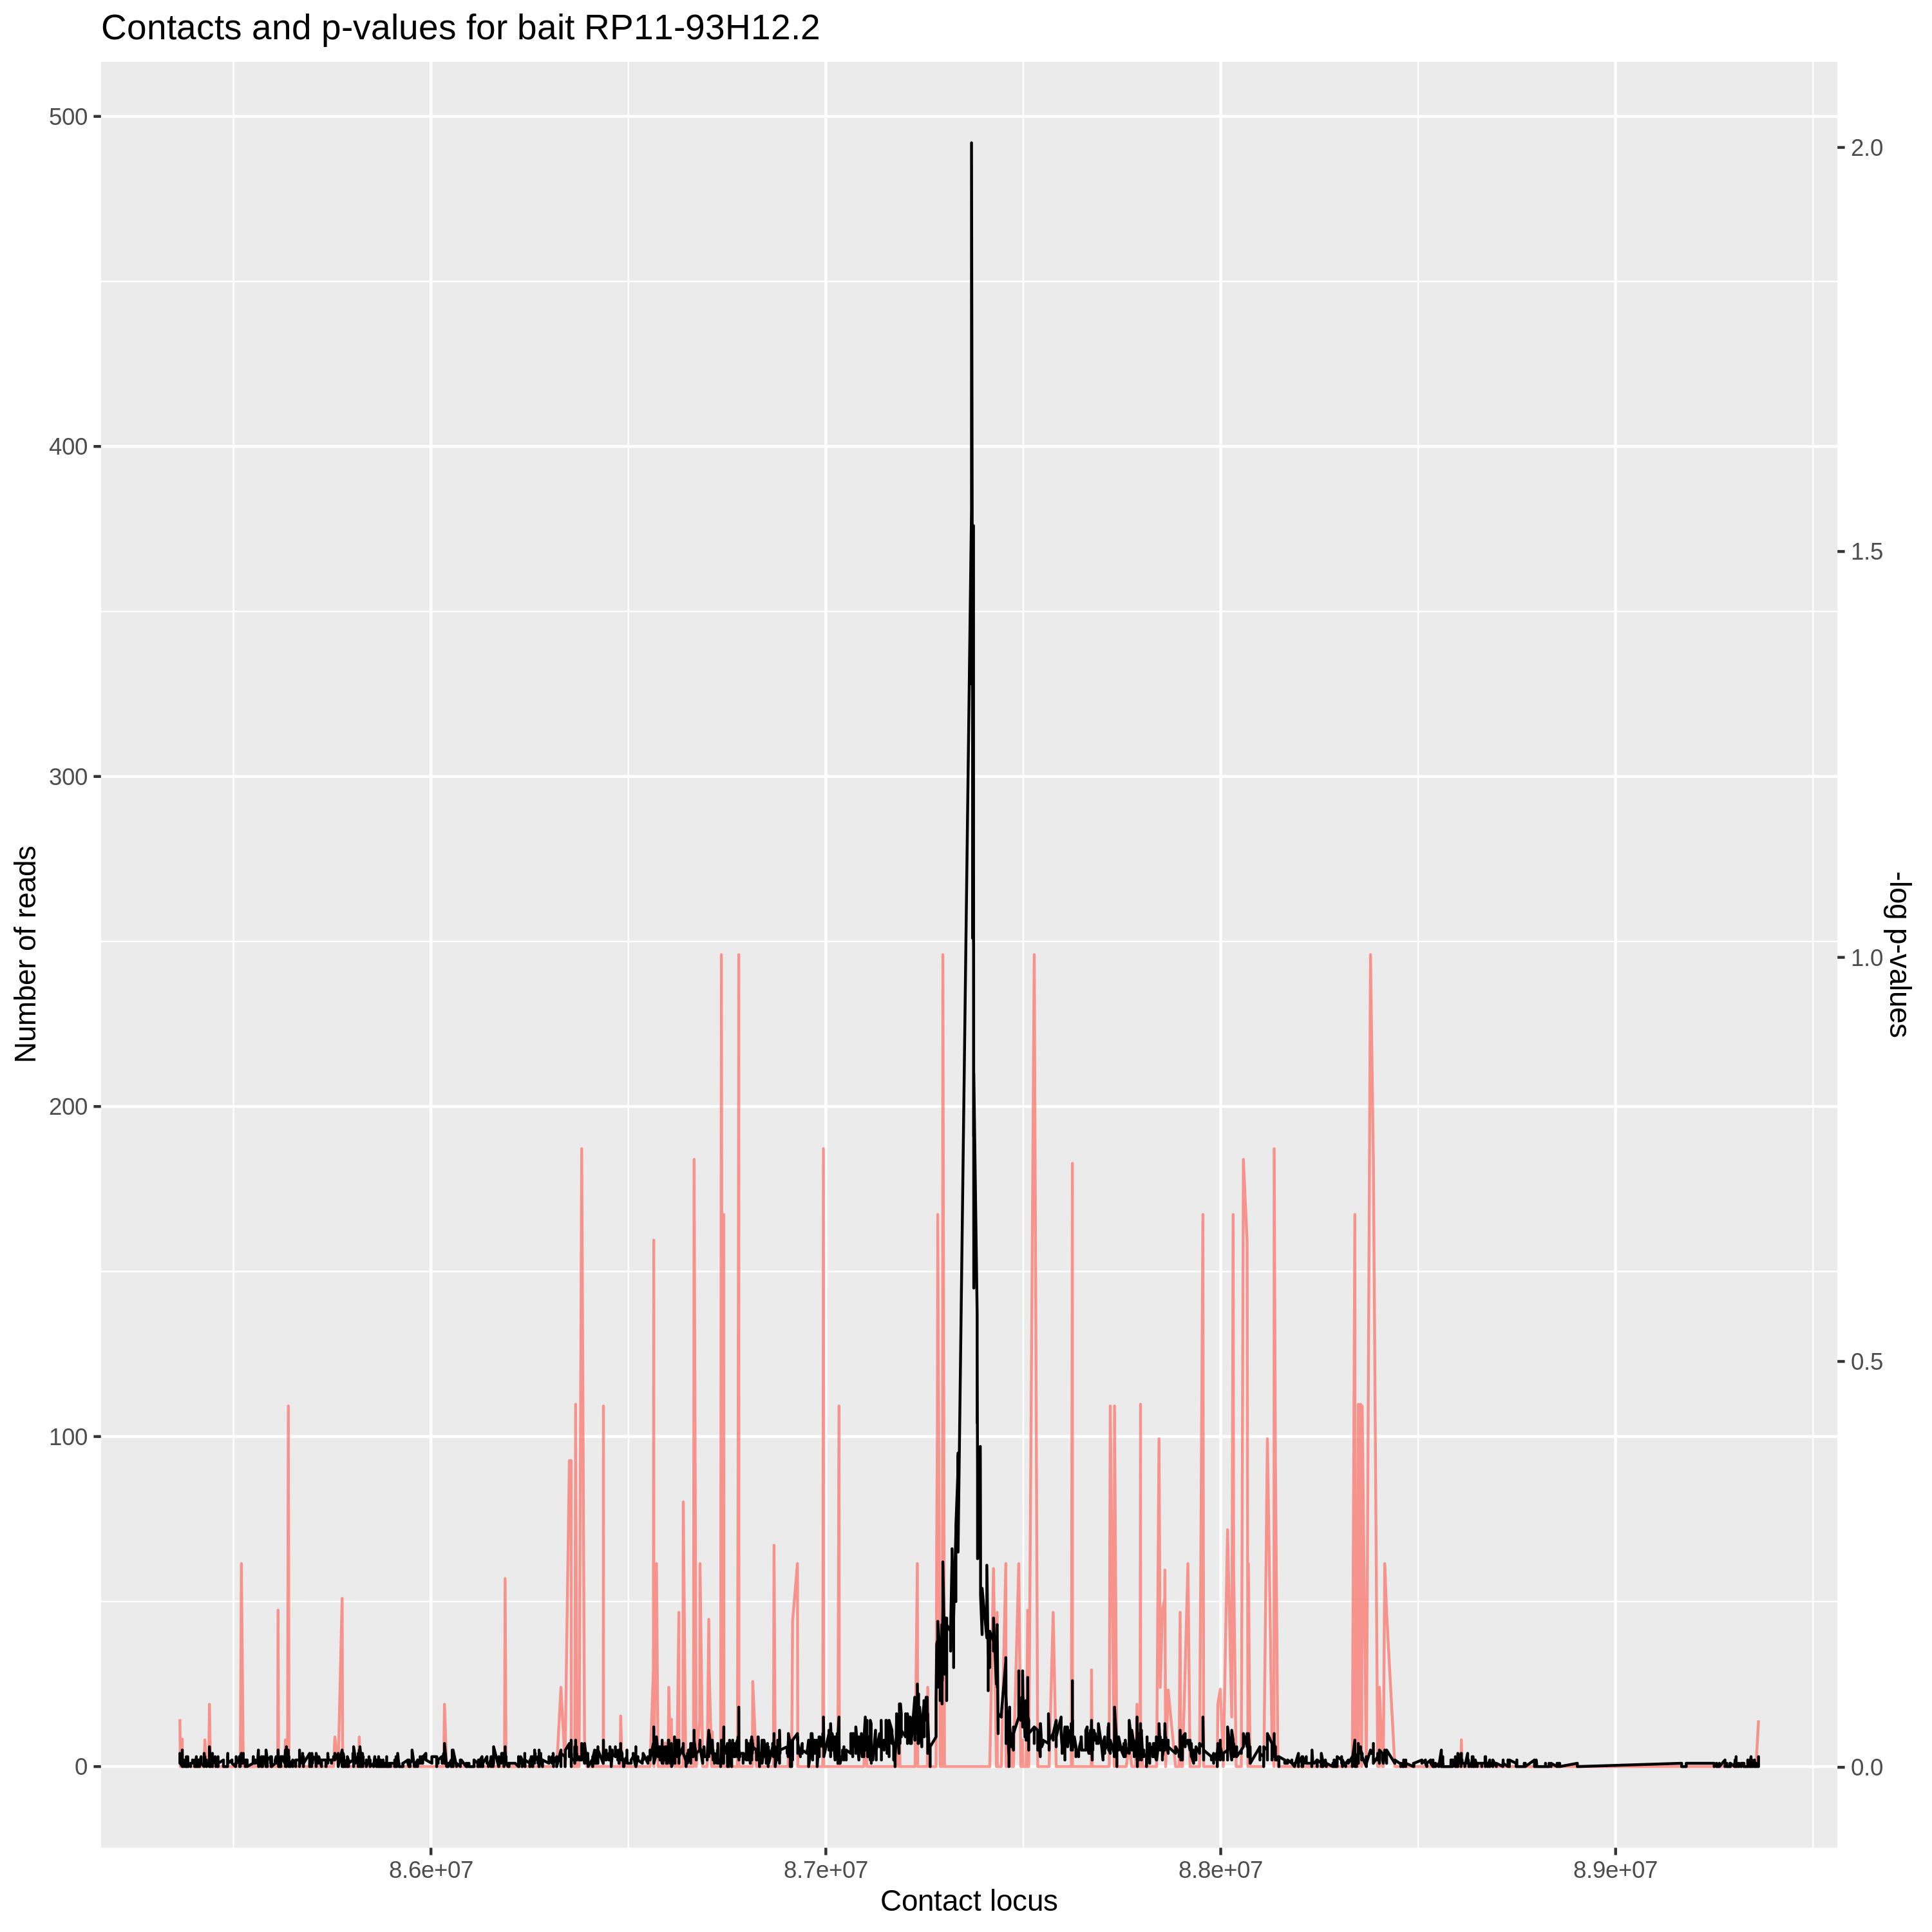 Contacts and p-values for bait RP11-93H12.2
500
400
300
200
100
0
Number of reads
2.0
1.5
1.0
0.5
0.0
-log p-values
8.6e+07
8.7e+07
8.8e+07
8.9e+07
Contact locus